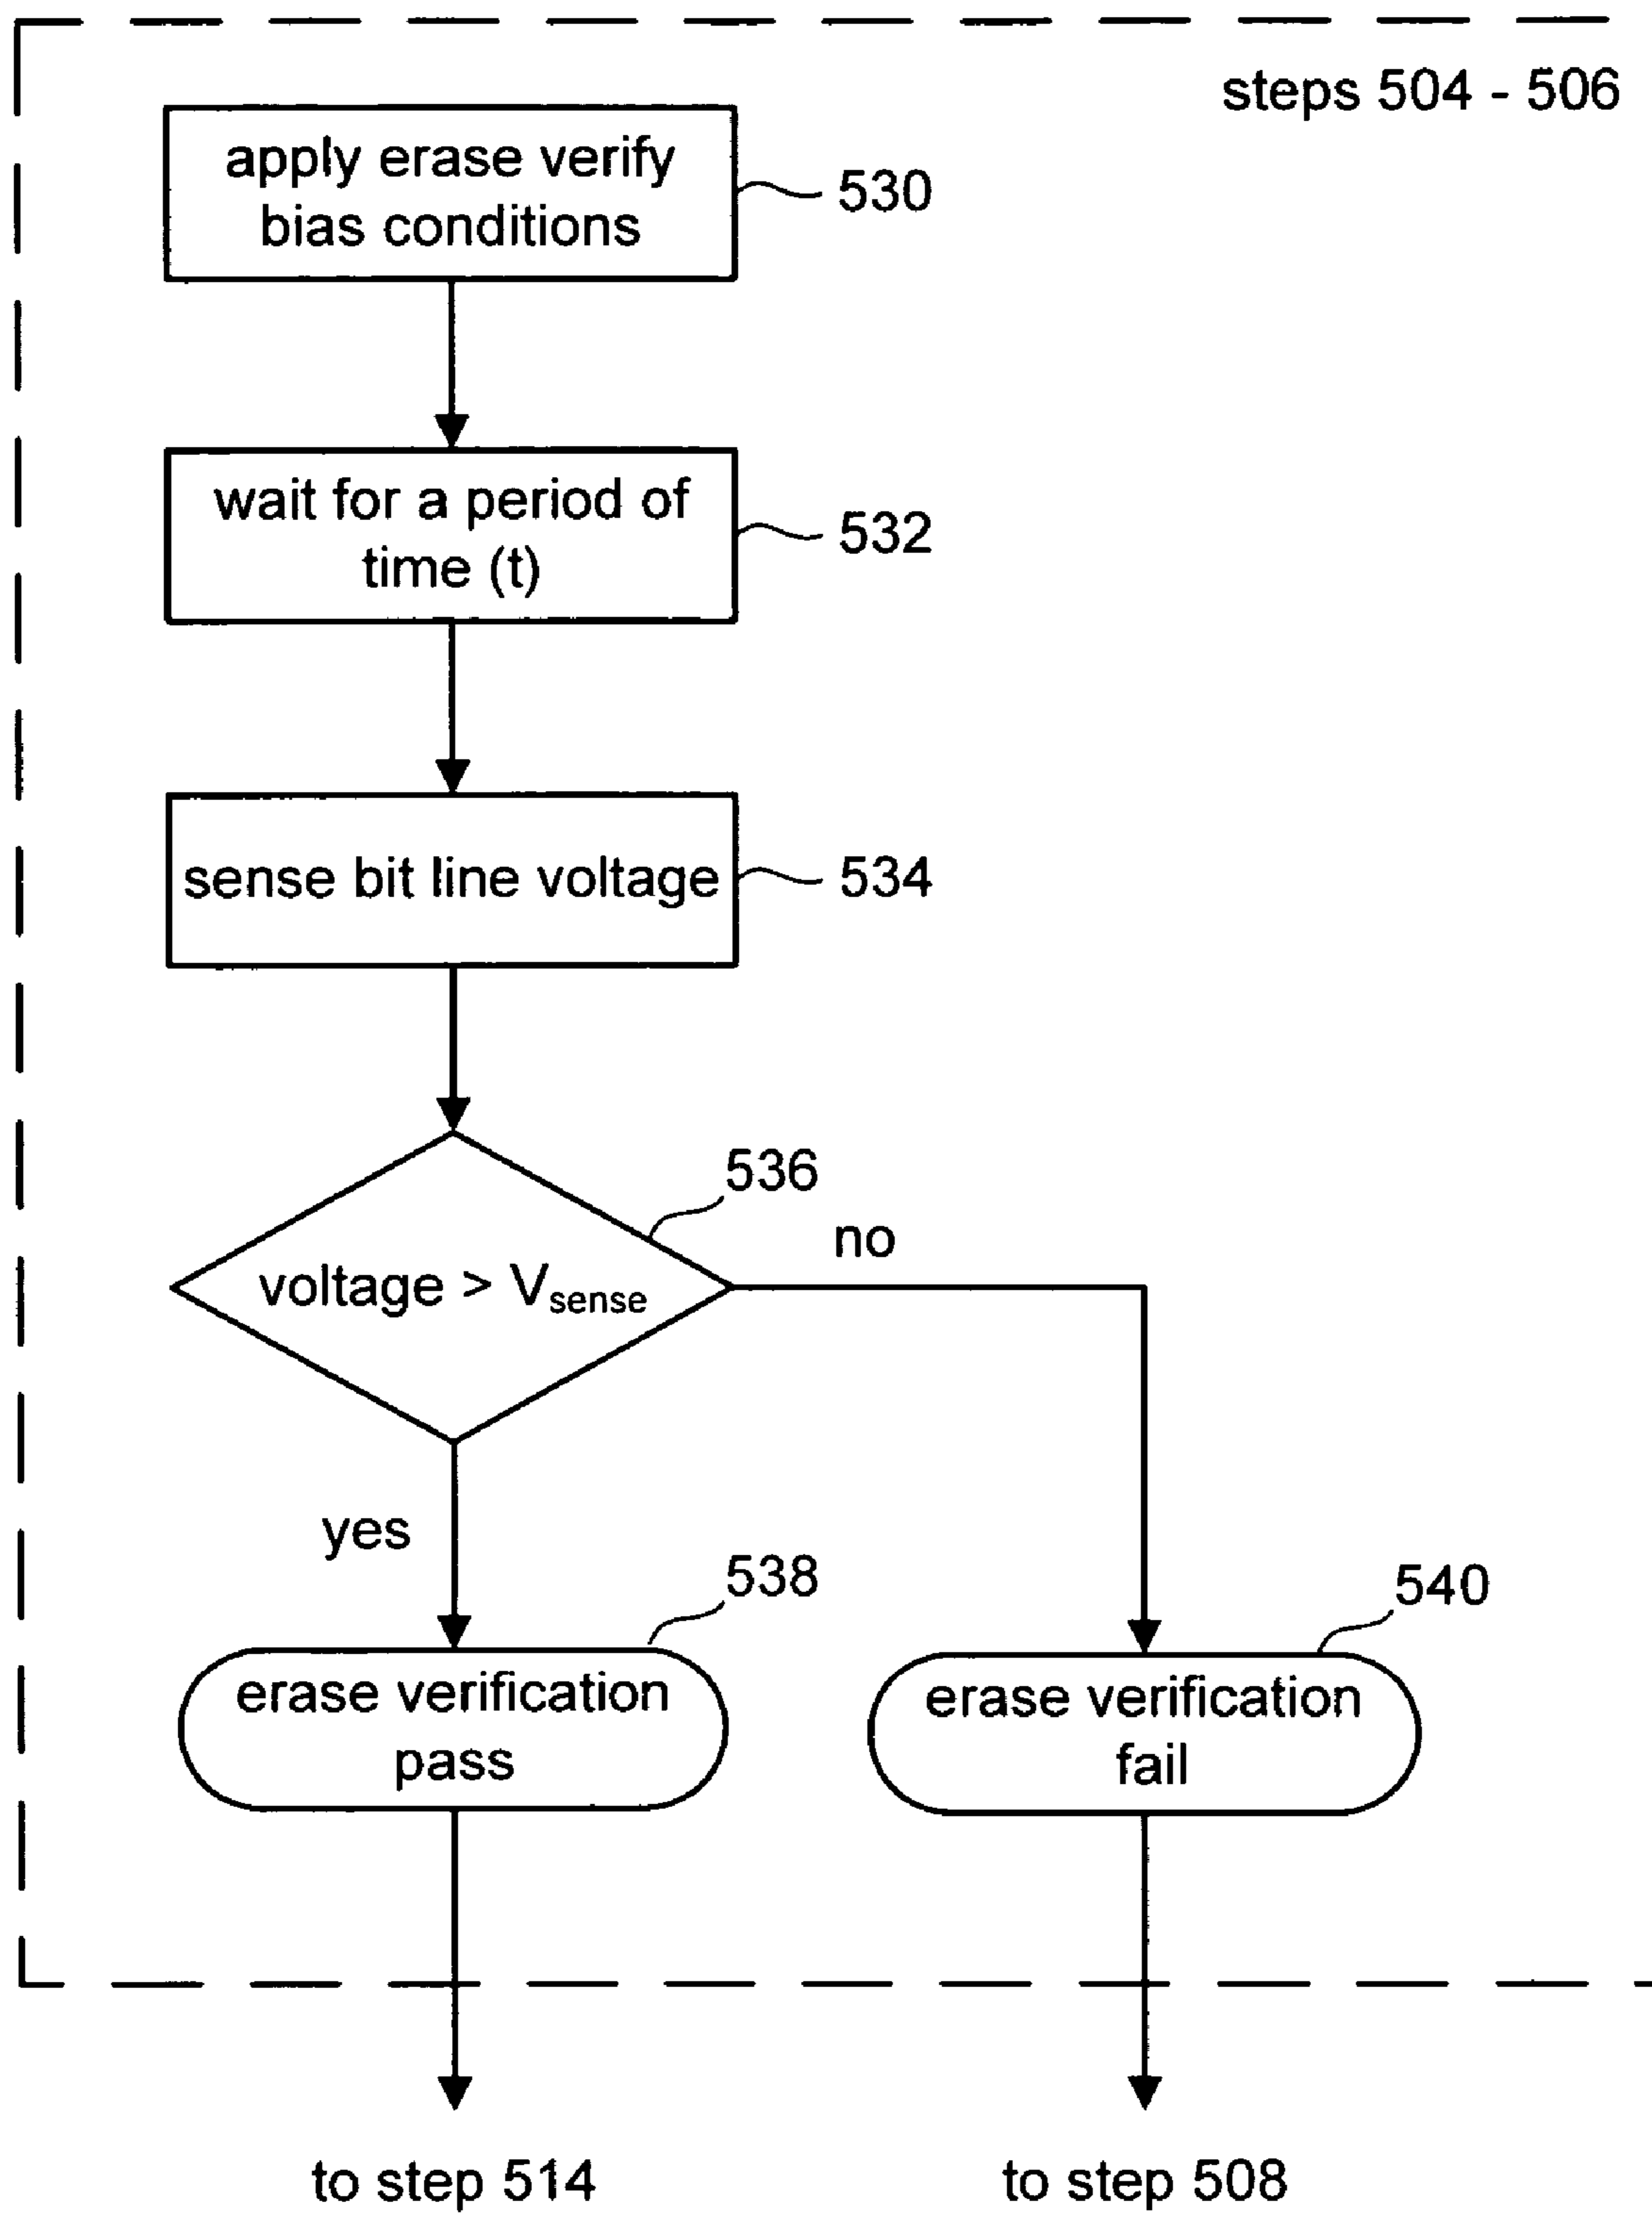 steps 504 - 506
apply erase verify
bias conditions
530
wait for a period of
time (t)
532
sense bit line voltage
534
536
voltage > Vsense
no
yes
538
540
erase verification
pass
erase verification
fail
to step 514
to step 508